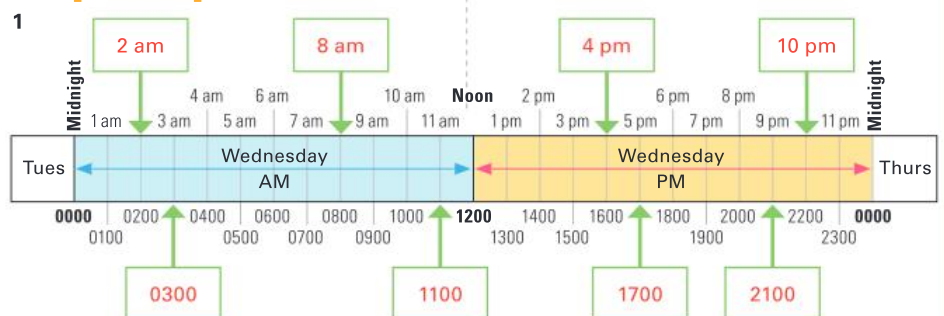 1
2 am 8 am 4 pm 10 pm
Midnight 4 am 6 am 10 am Noon 2 pm 6 pm 8 pm Midnight
1 am 3 am 5 am 7 am 9 am 11 am 1 pm 3 pm 5 pm 7 pm 9 pm 11 pm
Tues Wednesday Wednesday Thurs
AM PM
0000 0200 0400 0600 0800 1000 1200 1400 1600 1800 2000 2200 0000
0100 0500 0700 0900 1300 1500 1900 2300
0300 1100 1700 2100